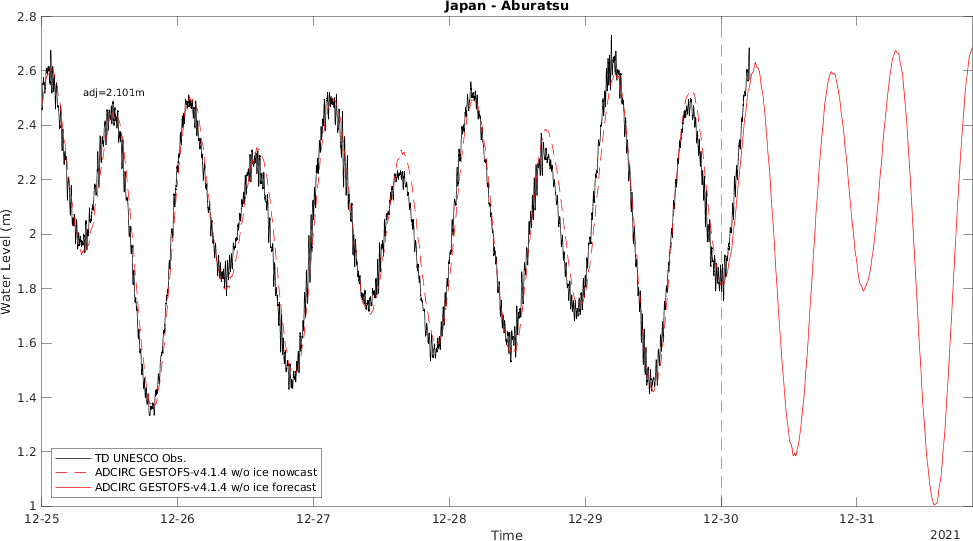 Japan - Aburatsu
2.8
2.6
adj=2.101m
2.4
2.2
2
Water Level (m)
1.8
1.6
1.4
1.2
1
TD UNESCO Obs.
ADCIRC GESTOFS-v4.1.4 w/o ice nowcast
ADCIRC GESTOFS-v4.1.4 w/o ice forecast
12-25 12-26 12-27 12-28 12-29 12-30 12-31
Time
2021